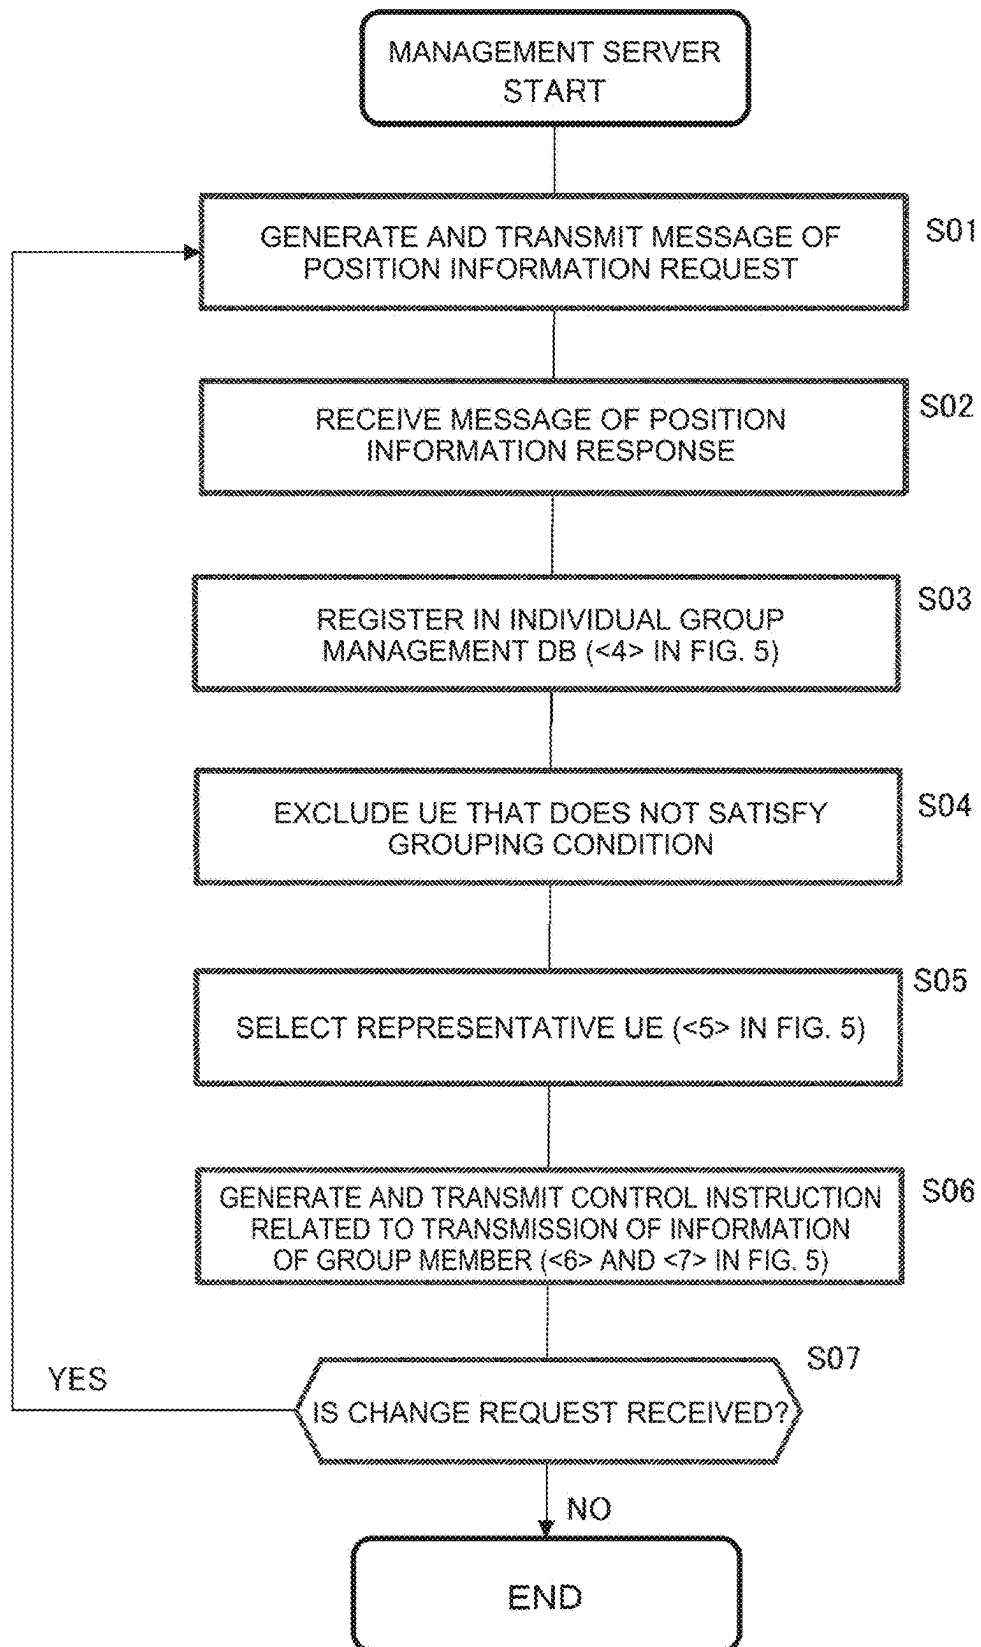 MANAGEMENT SERVER
START
GENERATE AND TRANSMIT MESSAGE OF
POSITION INFORMATION REQUEST
S01
RECEIVE MESSAGE OF POSITION
INFORMATION RESPONSE
S02
REGISTER IN INDIVIDUAL GROUP
MANAGEMENT DB (<4> IN FIG. 5)
S03
EXCLUDE UE THAT DOES NOT SATISFY
GROUPING CONDITION
S04
SELECT REPRESENTATIVE UE (<5> IN FIG. 5)
S05
GENERATE AND TRANSMIT CONTROL INSTRUCTION
RELATED TO TRANSMISSION OF INFORMATION
OF GROUP MEMBER (<6> AND <7> IN FIG. 5)
S06
IS CHANGE REQUEST RECEIVED?
S07
YES
NO
END